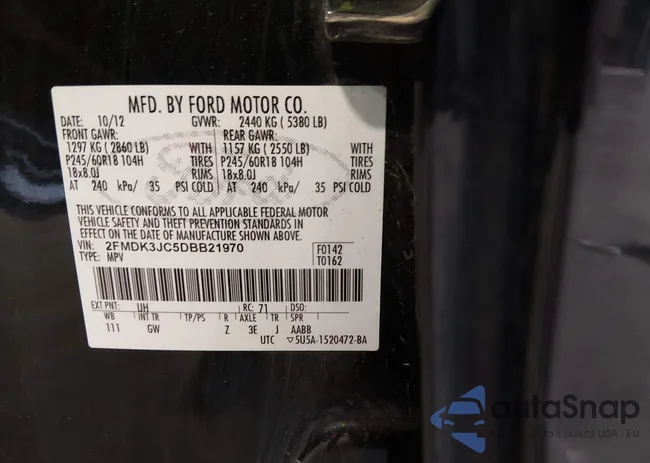 MFD. BY FORD MOTOR CO.
DATE: 10/12 GVWR: 2440 KG ( 5380 LB)
FRONT GAWR: REAR GAWR:
1297 KG ( 2860 LB) WITH 1157 KG ( 2550 LB) WITH
P245/60R18 104H TIRES P245/60R18 104H TIRES
18x8.0J RIMS 18x8.0J RIMS
AT 240 kPa/ 35 PSI COLD AT 240 kPa/ 35 PSI COLD
THIS VEHICLE CONFORMS TO ALL APPLICABLE FEDERAL MOTOR
VEHICLE SAFETY AND THEFT PREVENTION STANDARDS IN
EFFECT ON THE DATE OF MANUFACTURE SHOWN ABOVE.
VIN: 2FMDK3JC5DBB21970 F0142
TYPE: MPV T0162
EXT PNT: UH RC: 71 DSO:
WB INT TR TP/PS R AXLE TR SPR
111 GW Z 3E J AABB
UTC 5U5A-1520472-BA
autoSnap
aukcji USA - EU